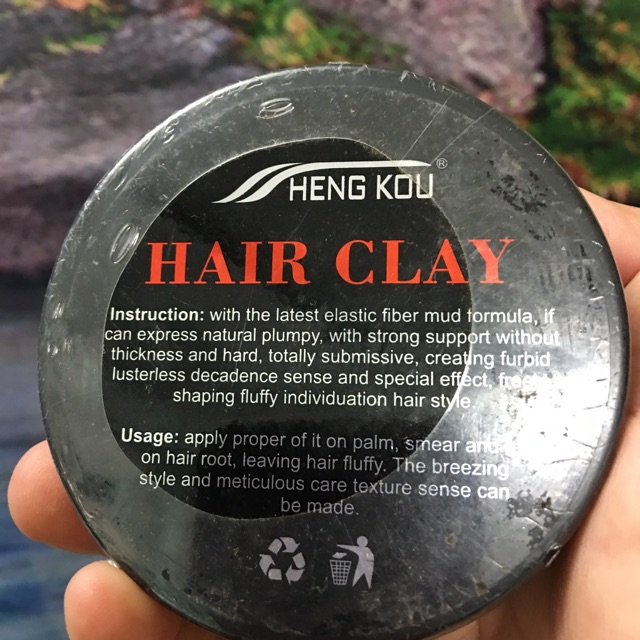 HENG KOU ®
HAIR CLAY
Instruction: with the latest elastic fiber mud formula, if
can express natural plumpy, with strong support without
thickness and hard, totally submissive, creating furbid
lusterless decadence sense and special effect,
shaping fluffy individuation hair style.
Usage: apply proper of it on palm, smear and
on hair root, leaving hair fluffy. The breezing
style and meticulous care texture sense can
be made.